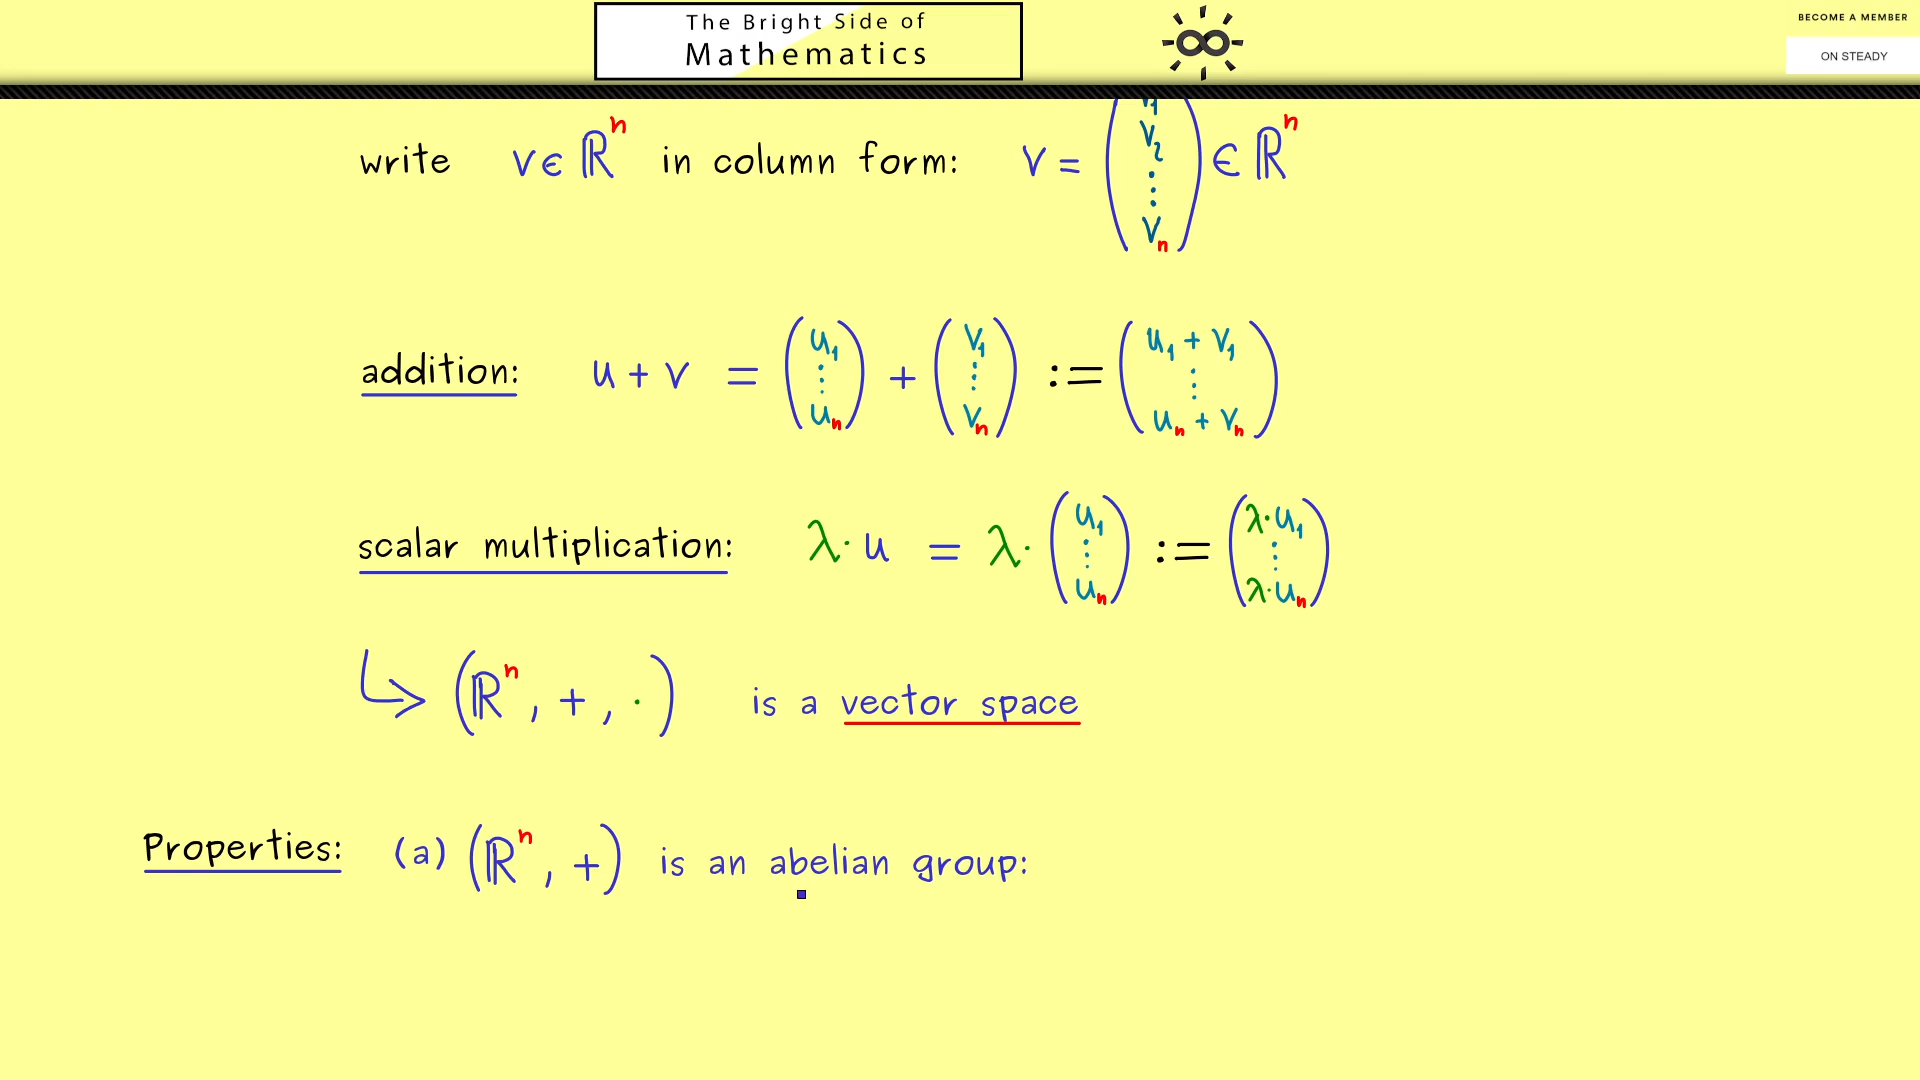 The Bright Side of
Mathematics
BECOME A MEMBER
ON STEADY
write v ∈ ℝⁿ in column form: v = (v₁ v₂ ⋮ vₙ) ∈ ℝⁿ
addition: u + v = (u₁ ⋮ uₙ) + (v₁ ⋮ vₙ) := (u₁ + v₁ ⋮ uₙ + vₙ)
scalar multiplication: λ · u = λ · (u₁ ⋮ uₙ) := (λ · u₁ ⋮ λ · uₙ)
↳ (ℝⁿ, +, ·) is a vector space
Properties: (a) (ℝⁿ, +) is an abelian group: